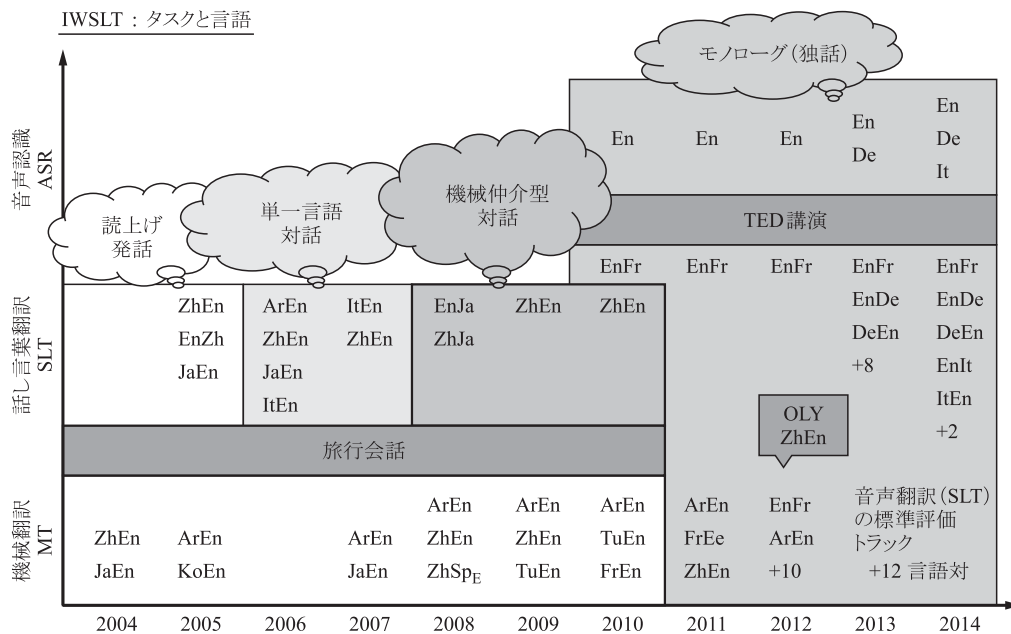 IWSLT：タスクと言語
モノローグ（独話）
音声認識
ASR
En En En En En
De De
It
機械仲介型
対話
単一言語
対話
読上げ
発話
TED 講演
EnFr EnFr EnFr EnFr EnFr
話し言葉翻訳
SLT
ZhEn ArEn ItEn EnJa ZhEn ZhEn EnDe EnDe
EnZh ZhEn ZhEn ZhJa DeEn DeEn
JaEn JaEn +8 EnIt
ItEn ItEn
+2
OLY
ZhEn
旅行会話
機械翻訳
MT
ArEn ArEn ArEn ArEn EnFr 音声翻訳（SLT）
の標準評価
ZhEn ArEn ArEn ZhEn ZhEn TuEn FrEe ArEn トラック
JaEn KoEn JaEn ZhSpE TuEn FrEn ZhEn +10 +12 言語対
2004 2005 2006 2007 2008 2009 2010 2011 2012 2013 2014